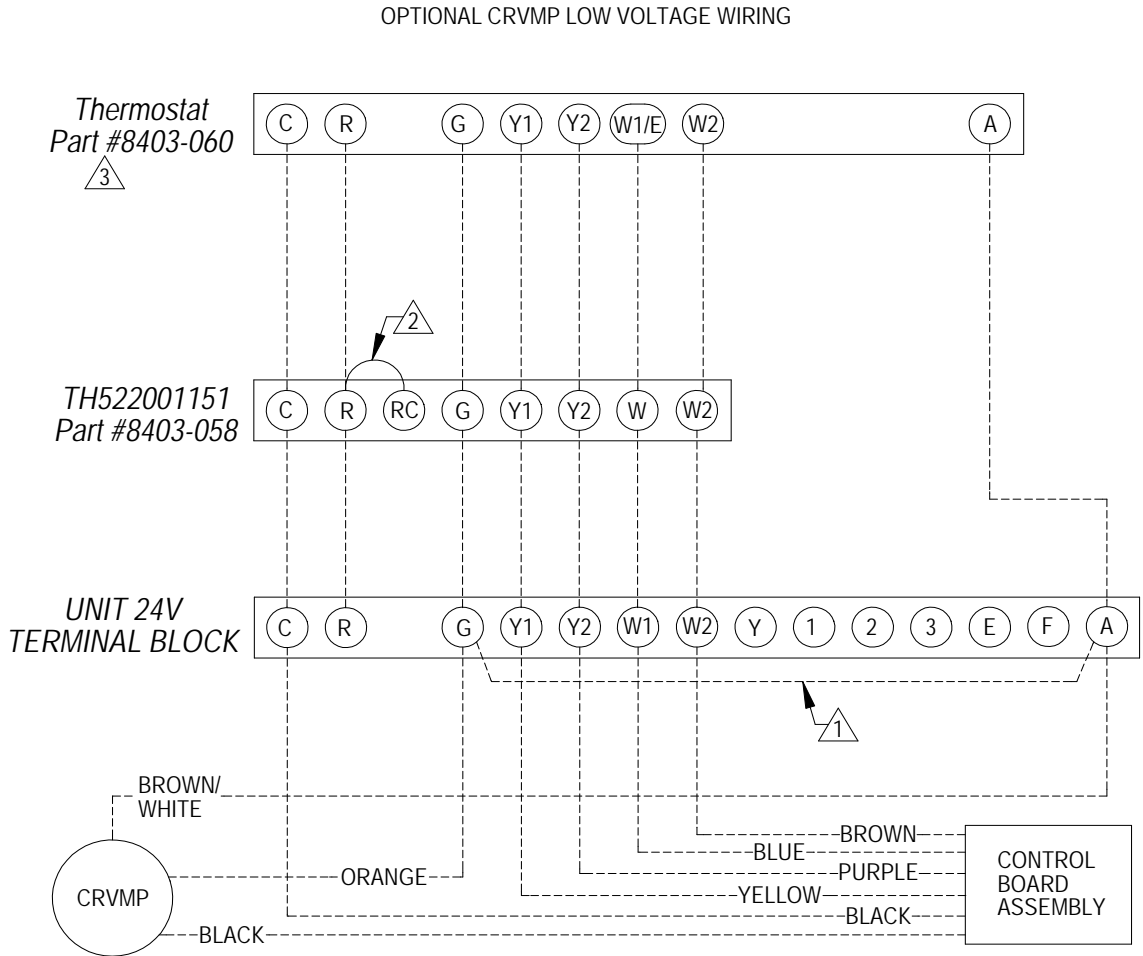 OPTIONAL CRVMP LOW VOLTAGE WIRING
Thermostat
Part #8403-060
3
C R G Y1 Y2 W1/E W2 A
2
TH522001151
Part #8403-058
C R RC G Y1 Y2 W W2
UNIT 24V
TERMINAL BLOCK
C R G Y1 Y2 W1 W2 Y 1 2 3 E F A
1
BROWN/
WHITE
CRVMP
ORANGE
BLACK
BROWN
BLUE
PURPLE
YELLOW
BLACK
CONTROL
BOARD
ASSEMBLY